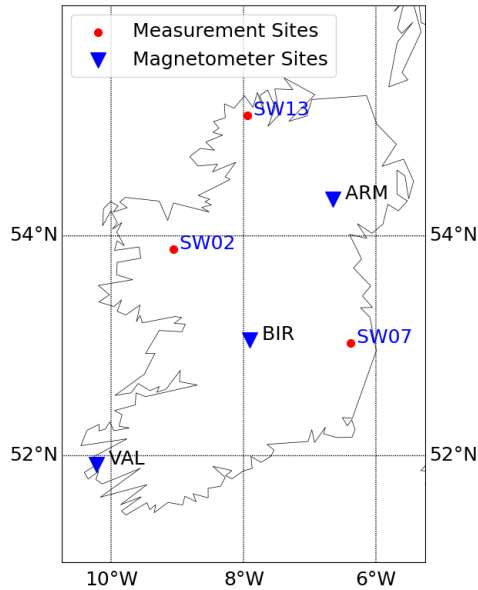 Measurement Sites
Magnetometer Sites
SW13
ARM
54°N
54°N
SW02
BIR
SW07
52°N
52°N
VAL
10°W
8°W
6°W